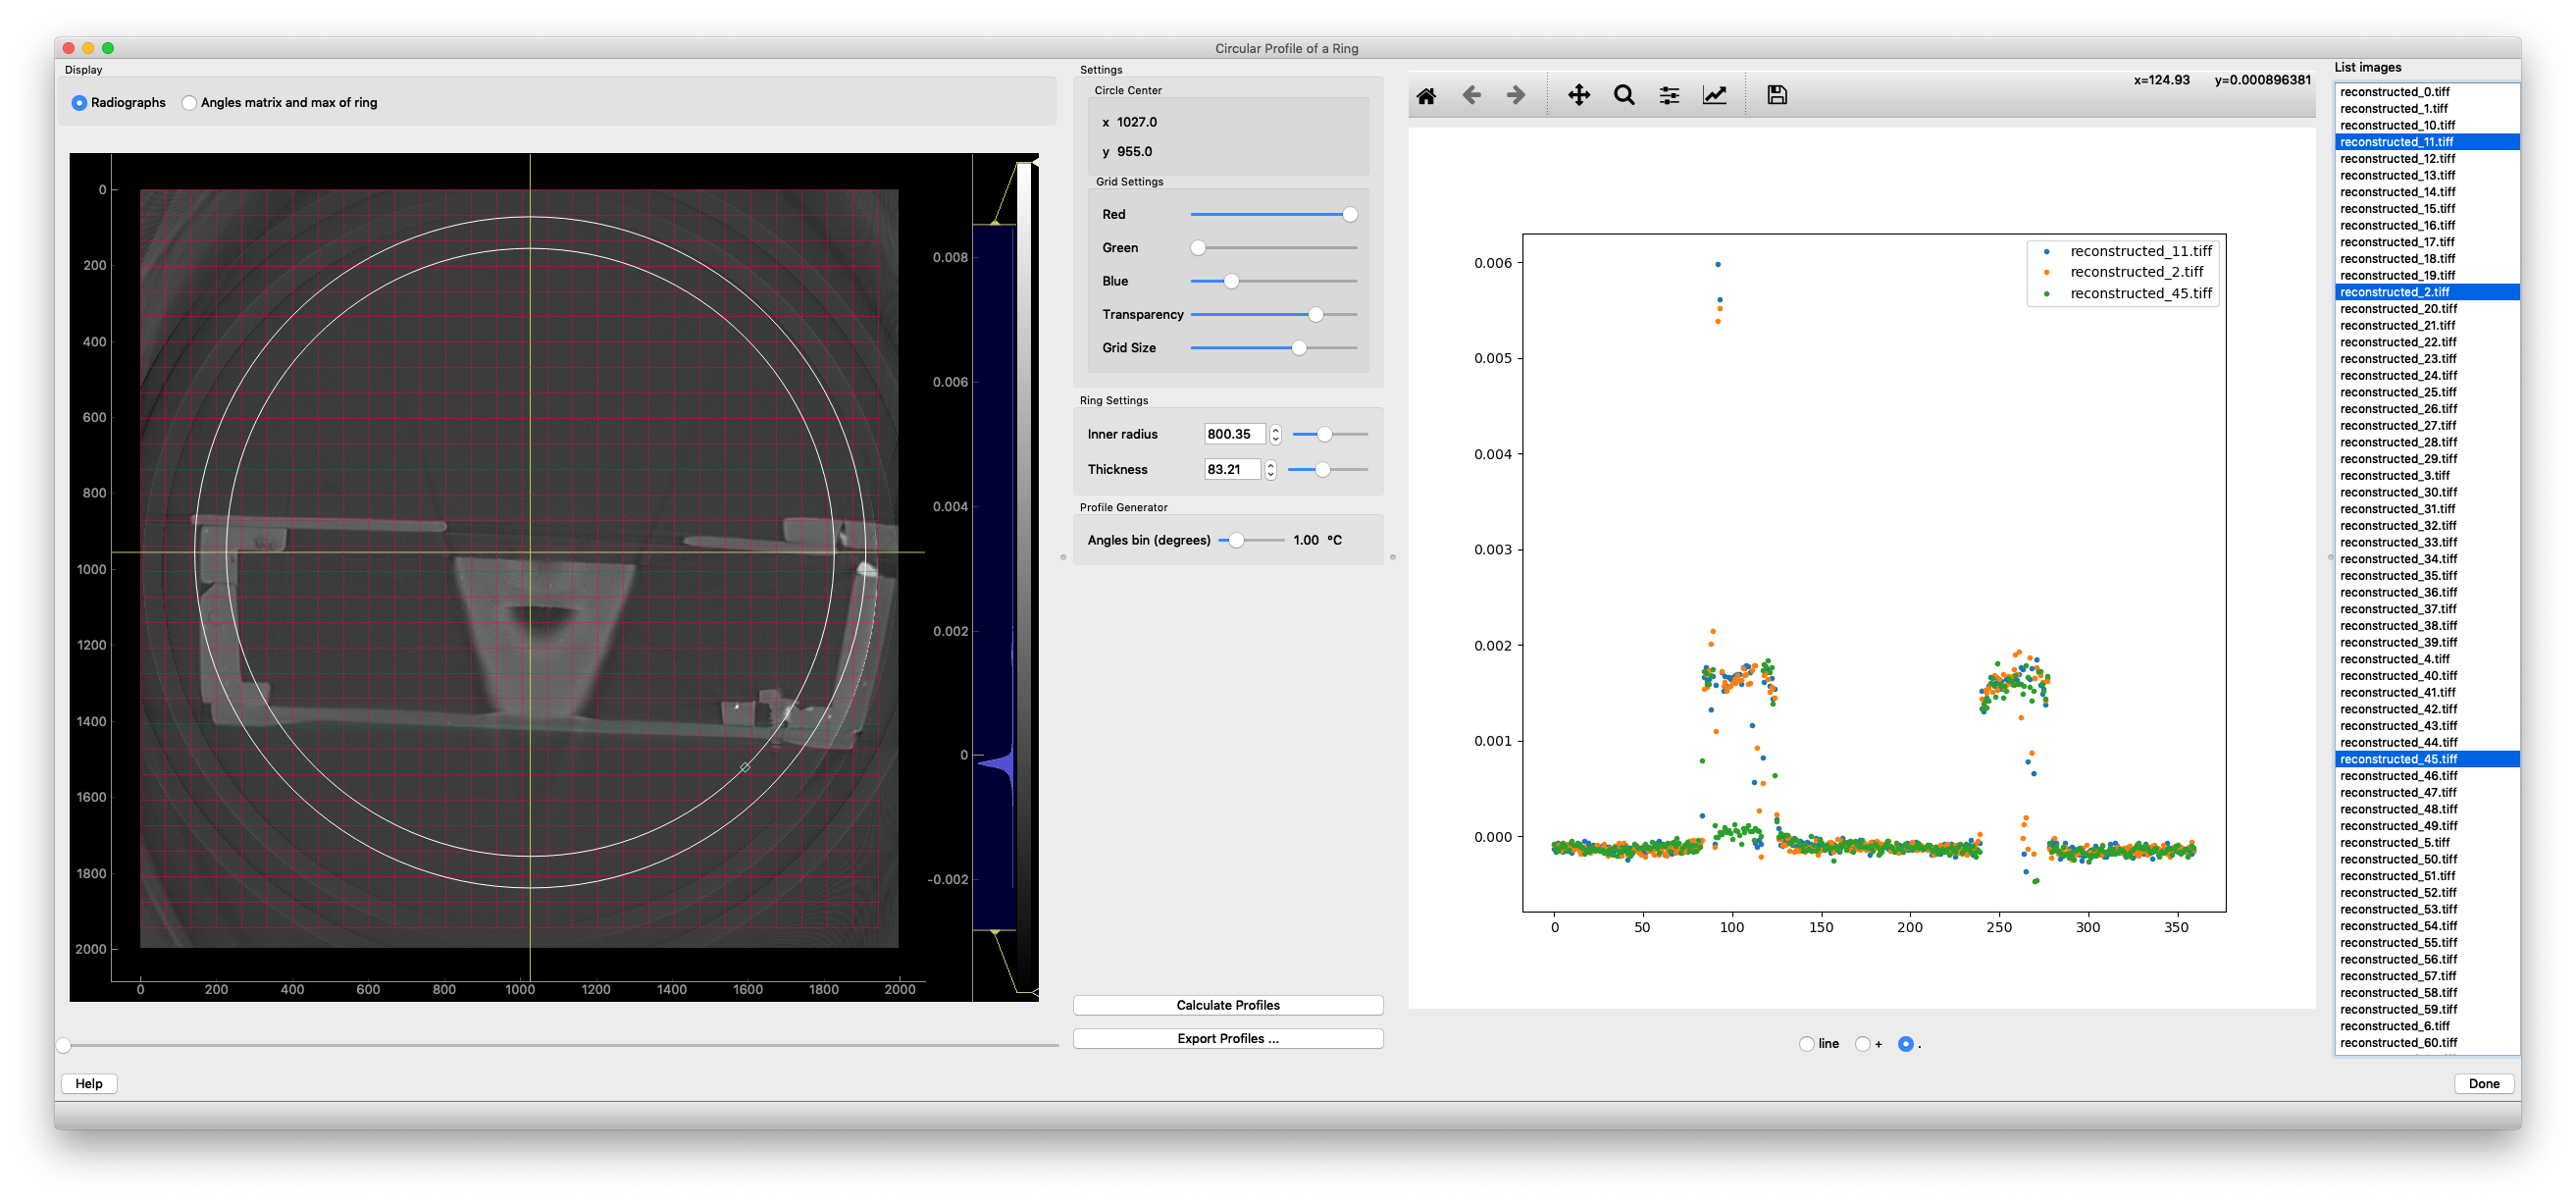 Circular Profile of a Ring
Display
Radiographs
Angles matrix and max of ring
0
200
400
600
800
1000
1200
1400
1600
1800
2000
0
200
400
600
800
1000
1200
1400
1600
1800
2000
0.008
0.006
0.004
0.002
0
-0.002
Help
Settings
Circle Center
x 1027.0
y 955.0
Grid Settings
Red
Green
Blue
Transparency
Grid Size
Ring Settings
Inner radius 800.35
Thickness 83.21
Profile Generator
Angles bin (degrees) 1.00 °C
Calculate Profiles
Export Profiles ...
x=124.93 y=0.000896381
reconstructed_11.tiff
reconstructed_2.tiff
reconstructed_45.tiff
0.006
0.005
0.004
0.003
0.002
0.001
0.000
0
50
100
150
200
250
300
350
line
+
.
List images
reconstructed_0.tiff
reconstructed_1.tiff
reconstructed_10.tiff
reconstructed_11.tiff
reconstructed_12.tiff
reconstructed_13.tiff
reconstructed_14.tiff
reconstructed_15.tiff
reconstructed_16.tiff
reconstructed_17.tiff
reconstructed_18.tiff
reconstructed_19.tiff
reconstructed_2.tiff
reconstructed_20.tiff
reconstructed_21.tiff
reconstructed_22.tiff
reconstructed_23.tiff
reconstructed_24.tiff
reconstructed_25.tiff
reconstructed_26.tiff
reconstructed_27.tiff
reconstructed_28.tiff
reconstructed_29.tiff
reconstructed_3.tiff
reconstructed_30.tiff
reconstructed_31.tiff
reconstructed_32.tiff
reconstructed_33.tiff
reconstructed_34.tiff
reconstructed_35.tiff
reconstructed_36.tiff
reconstructed_37.tiff
reconstructed_38.tiff
reconstructed_39.tiff
reconstructed_4.tiff
reconstructed_40.tiff
reconstructed_41.tiff
reconstructed_42.tiff
reconstructed_43.tiff
reconstructed_44.tiff
reconstructed_45.tiff
reconstructed_46.tiff
reconstructed_47.tiff
reconstructed_48.tiff
reconstructed_49.tiff
reconstructed_5.tiff
reconstructed_50.tiff
reconstructed_51.tiff
reconstructed_52.tiff
reconstructed_53.tiff
reconstructed_54.tiff
reconstructed_55.tiff
reconstructed_56.tiff
reconstructed_57.tiff
reconstructed_58.tiff
reconstructed_59.tiff
reconstructed_6.tiff
reconstructed_60.tiff
Done